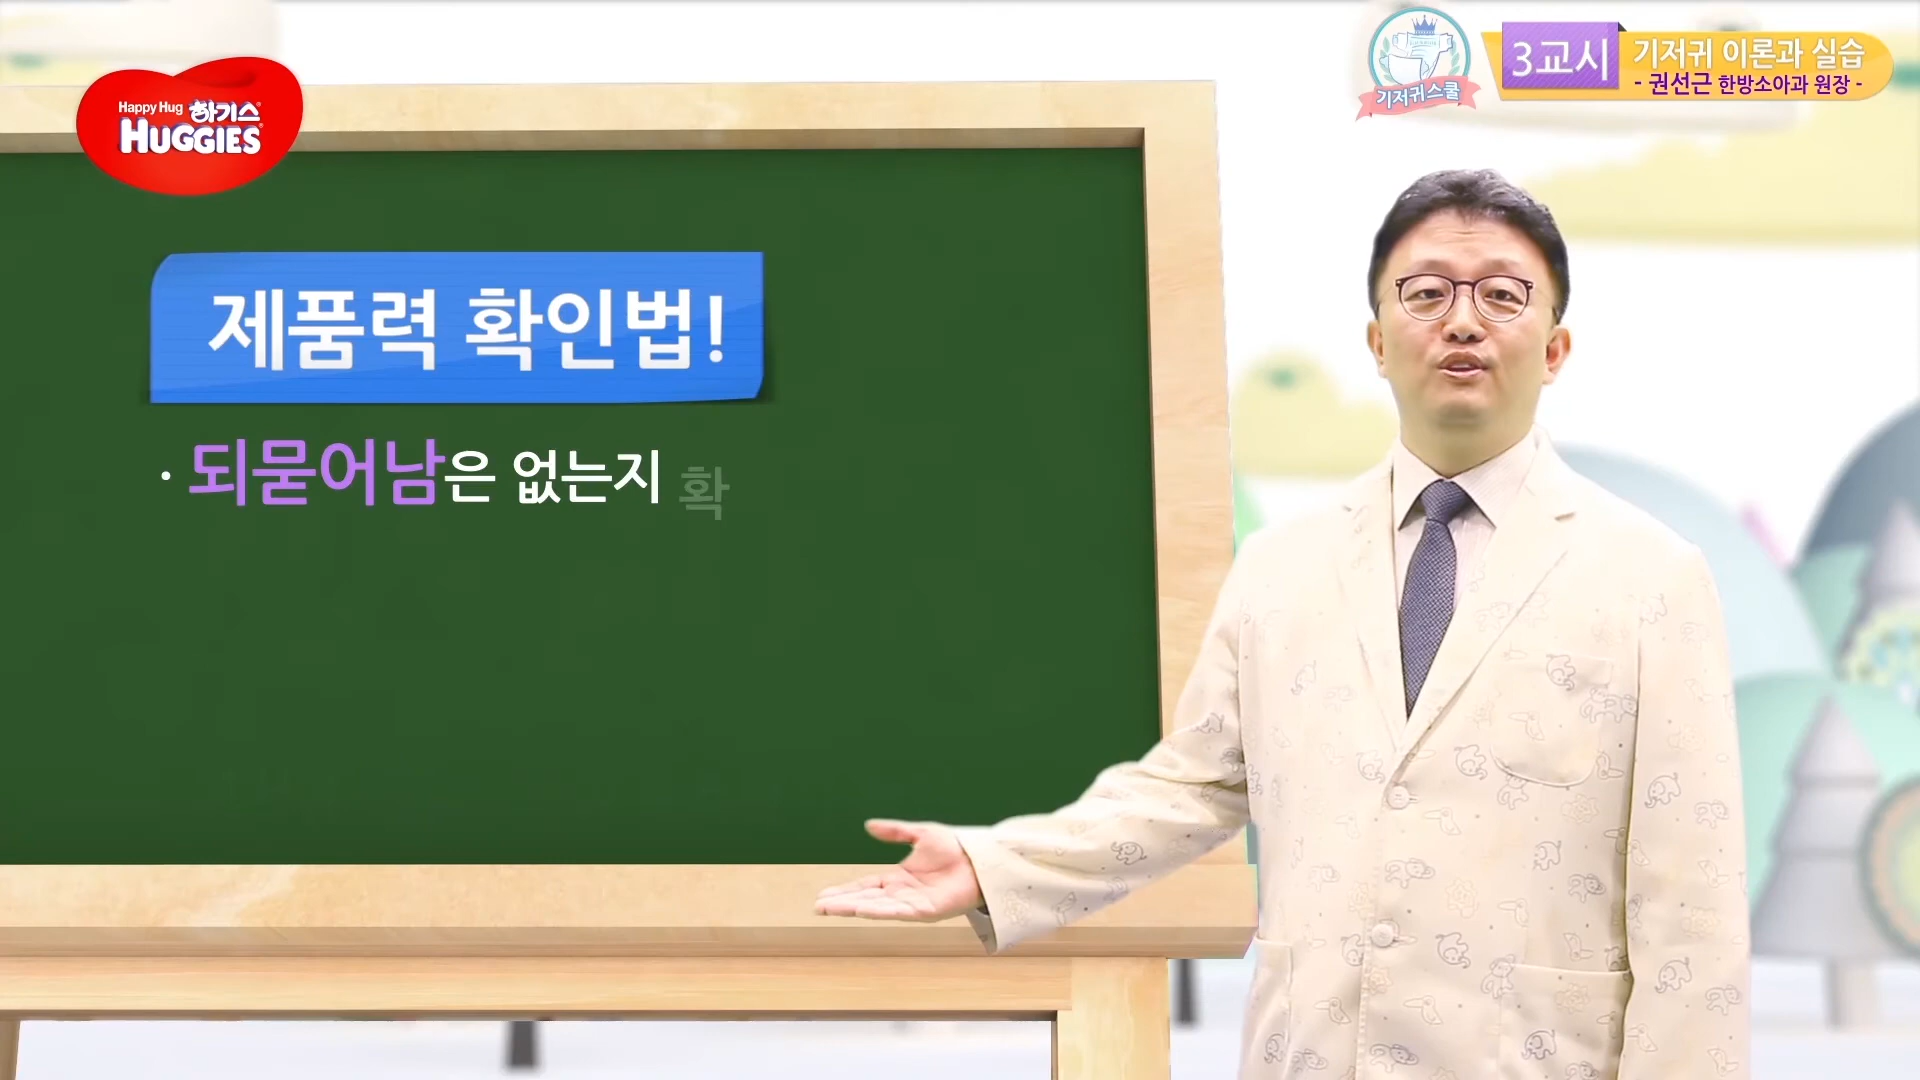 Happy Hug 하기스
HUGGIES
기저귀스쿨
3교시
기저귀 이론과 실습
- 권선근 한방소아과 원장 -
제품력 확인법!
· 되묻어남은 없는지 확